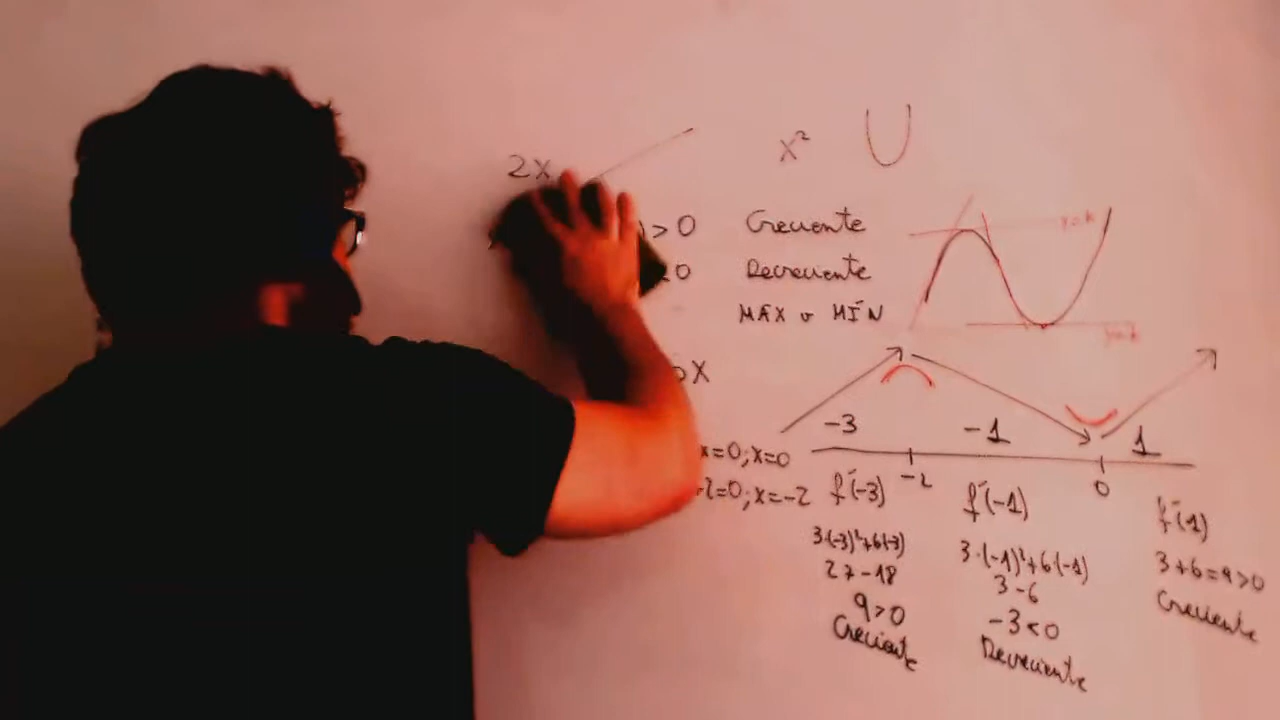 2x
x²
> 0 Creciente
0 Decreciente
MÁX o MÍN
y=k
y=k
x
x=0; x=0
2=0; x=-2
-3 -1 1
-2 0
f'(-3) f'(-1) f'(1)
3·(-3)²+6(-3)
27-18
9>0
Creciente
3·(-1)²+6·(-1)
3-6
-3<0
Decreciente
3+6=9>0
Creciente